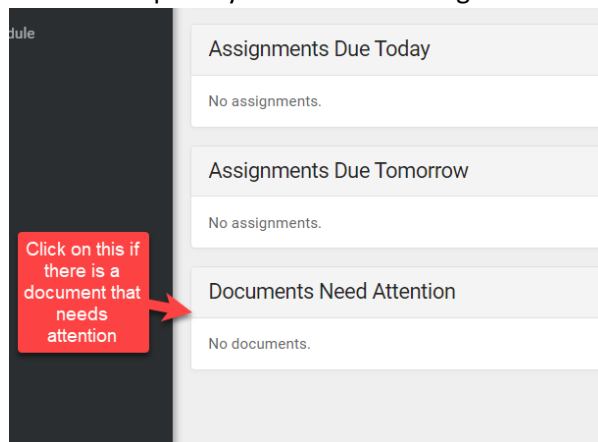 Assignments Due Today
No assignments.
Assignments Due Tomorrow
No assignments.
Click on this if
there is a
document that
needs
attention
Documents Need Attention
No documents.